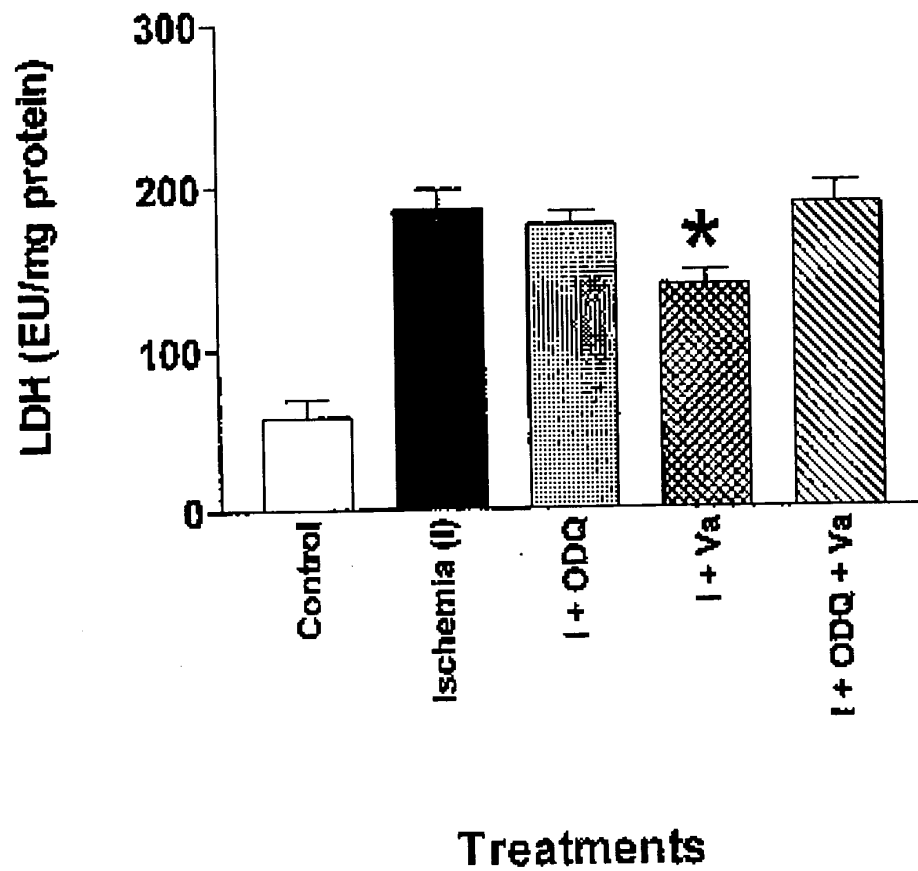 LDH (EU/mg protein)
300
200
100
0
*
Control
Ischemia (I)
I + ODQ
I + Va
I + ODQ + Va
Treatments